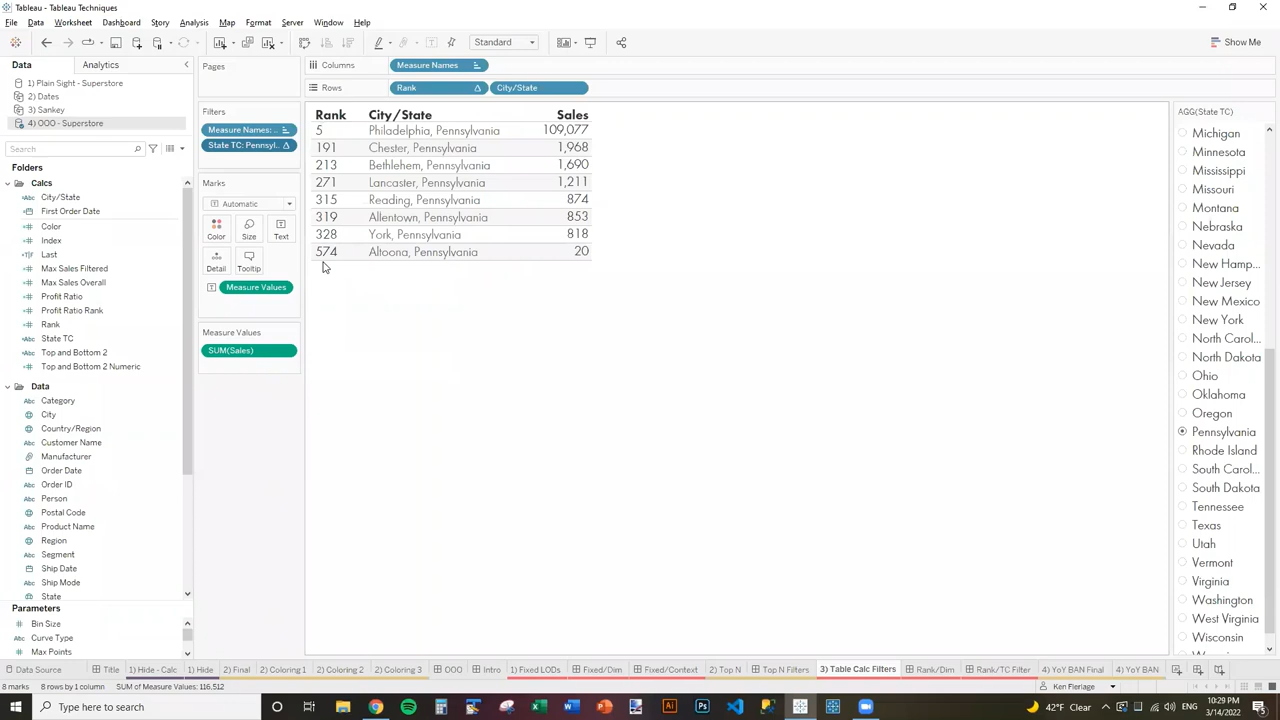 Tableau - Tableau Techniques
File Data Worksheet Dashboard Story Analysis Map Format Server Window Help
Standard
Show Me
Data Analytics
1) Plain Sight - Superstore
2) Dates
3) Sankey
4) OOO - Superstore
Search
Folders
Calcs
City/State
First Order Date
Color
Index
Last
Max Sales Filtered
Max Sales Overall
Profit Ratio
Profit Ratio Rank
Rank
State TC
Top and Bottom 2
Top and Bottom 2 Numeric
Data
Category
City
Country/Region
Customer Name
Manufacturer
Order Date
Order ID
Person
Postal Code
Product Name
Region
Segment
Ship Date
Ship Mode
State
Parameters
Bin Size
Curve Type
Max Points
Pages
Filters
Measure Names: ..
State TC: Pennsyl..
Marks
Automatic
Color Size Text
Detail Tooltip
Measure Values
Measure Values
SUM(Sales)
Columns Measure Names
Rows Rank City/State
Rank City/State Sales
5 Philadelphia, Pennsylvania 109,077
191 Chester, Pennsylvania 1,968
213 Bethlehem, Pennsylvania 1,690
271 Lancaster, Pennsylvania 1,211
315 Reading, Pennsylvania 874
319 Allentown, Pennsylvania 853
328 York, Pennsylvania 818
574 Altoona, Pennsylvania 20
AGG(State TC)
Michigan
Minnesota
Mississippi
Missouri
Montana
Nebraska
Nevada
New Hamp...
New Jersey
New Mexico
New York
North Carol...
North Dakota
Ohio
Oklahoma
Oregon
Pennsylvania
Rhode Island
South Carol...
South Dakota
Tennessee
Texas
Utah
Vermont
Virginia
Washington
West Virginia
Wisconsin
Data Source Title 1) Hide - Calc 1) Hide 2) Final 2) Coloring 1 2) Coloring 2 2) Coloring 3 OOO Intro 1) Fixed LODs Fixed/Dim Fixed/Context 2) Top N Top N Filters 3) Table Calc Filters Rank/Dim Rank/TC Filter 4) YoY BAN Final 4) YoY BAN
8 marks 8 rows by 1 column SUM of Measure Values: 116,512 Ken Flerlage
Type here to search
42°F Clear
10:29 PM
3/14/2022